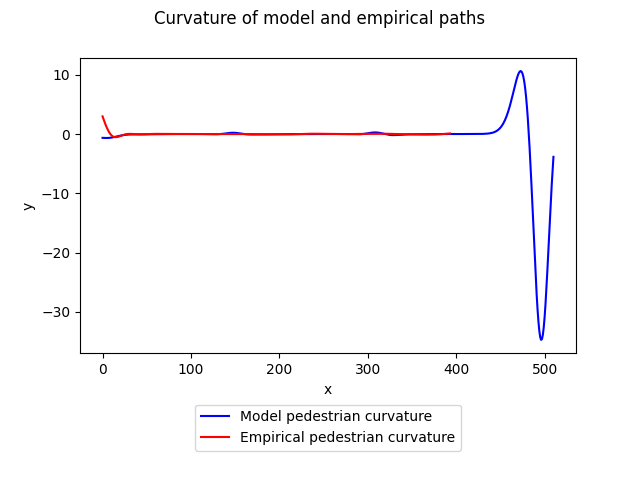 Curvature of model and empirical paths
10
0
−10
−20
−30
y
0 100 200 300 400 500
x
Model pedestrian curvature
Empirical pedestrian curvature